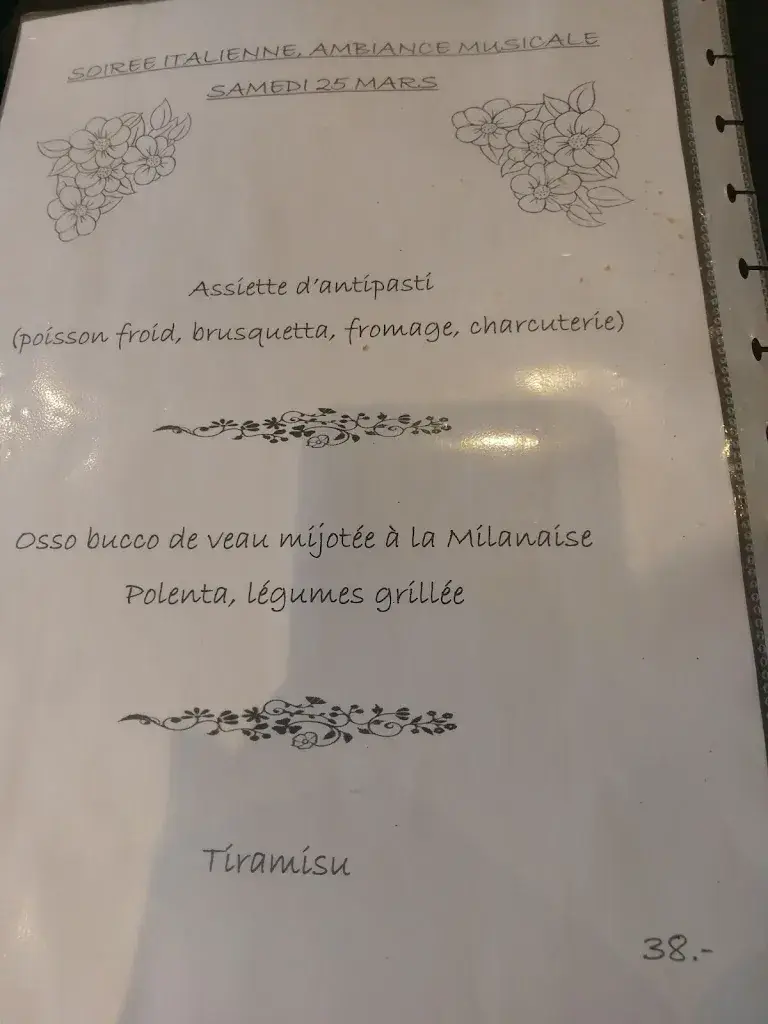 SOIREE ITALIENNE, AMBIANCE MUSICALE
SAMEDI 25 MARS
Assiette d'antipasti
(poisson froid, brusquetta, fromage, charcuterie)
Osso bucco de veau mijotée à la Milanaise
Polenta, légumes grillée
Tiramisu
38.-